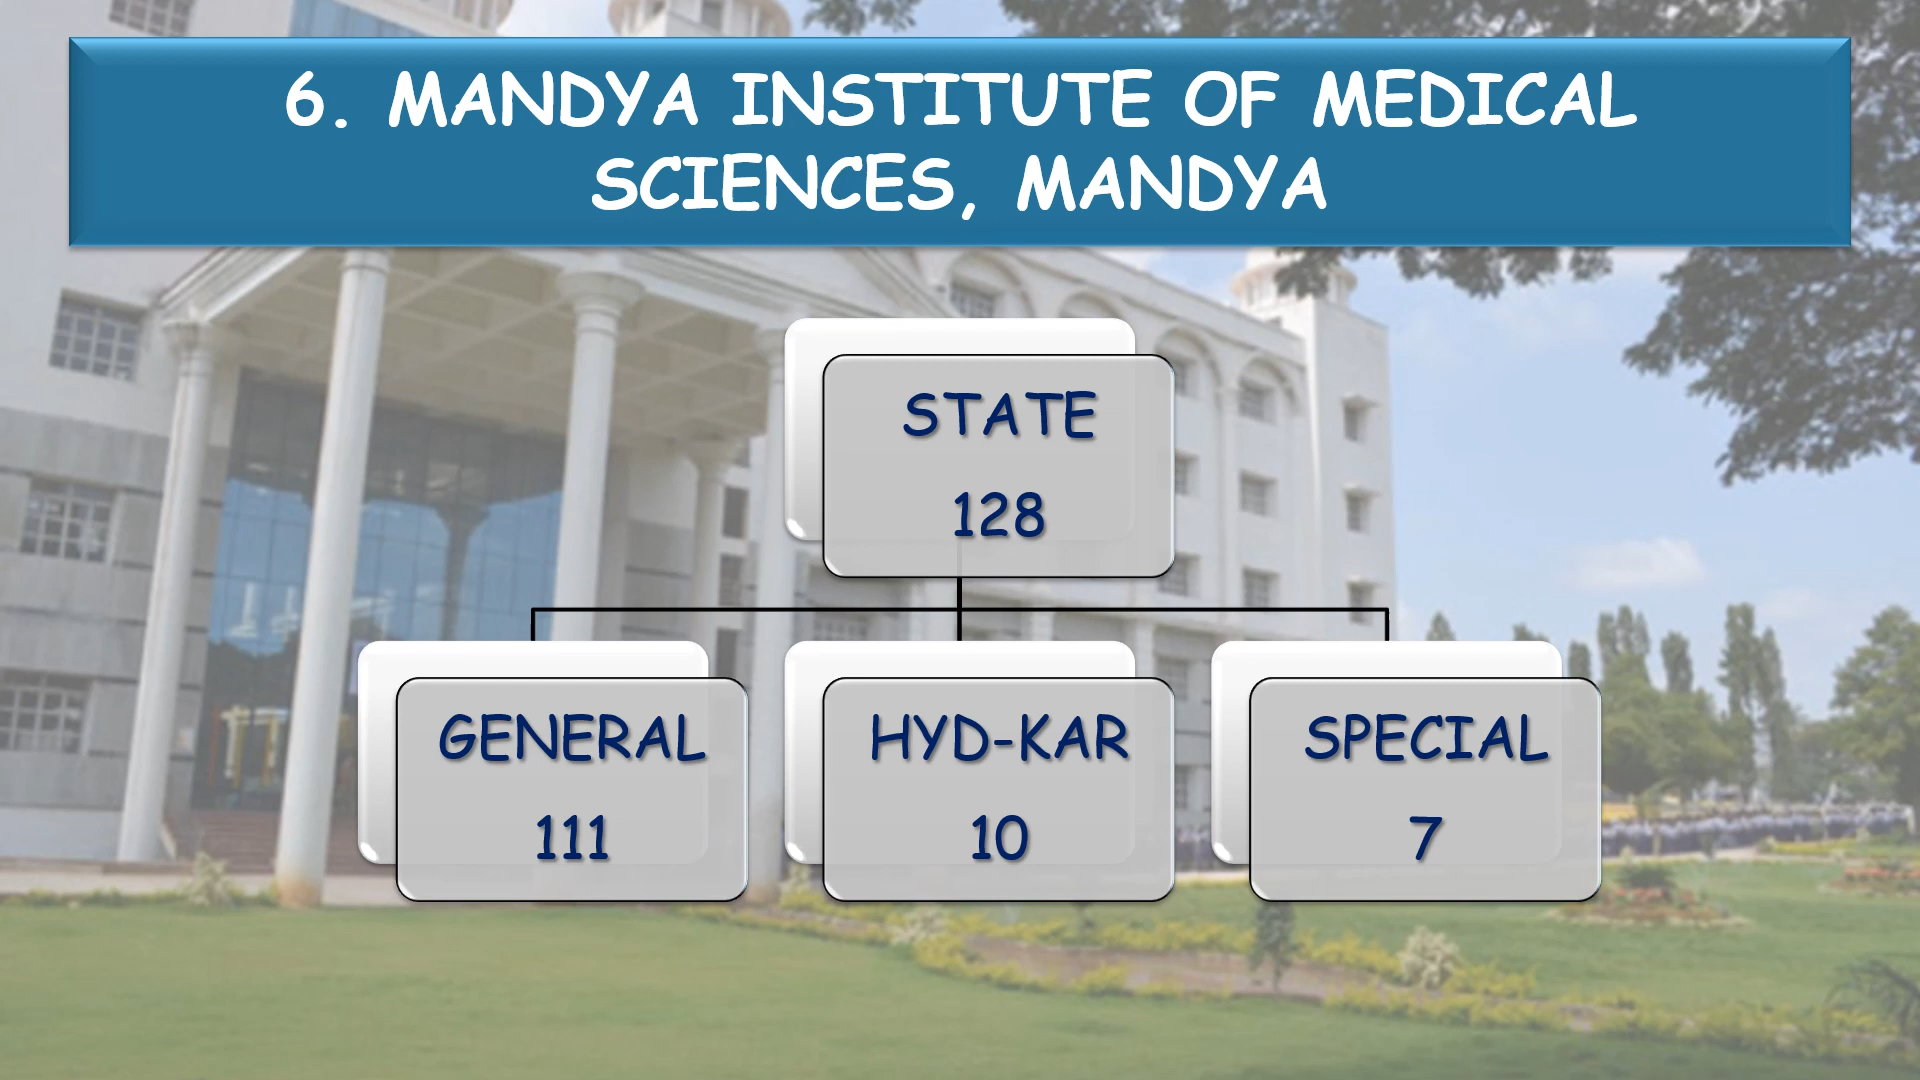 6. MANDYA INSTITUTE OF MEDICAL
SCIENCES, MANDYA
STATE
128
GENERAL
111
HYD-KAR
10
SPECIAL
7